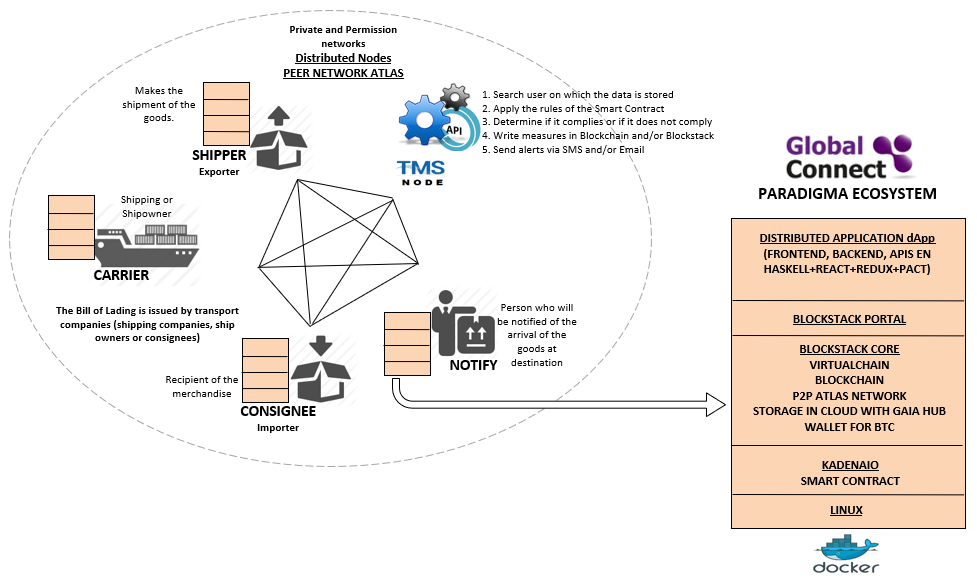 Private and Permission
networks
Distributed Nodes
PEER NETWORK ATLAS
Makes the
shipment of the
goods.
SHIPPER
Exporter
API
TMS
NODE
1. Search user on which the data is stored
2. Apply the rules of the Smart Contract
3. Determine if it complies or if it does not comply
4. Write measures in Blockchain and/or Blockstack
5. Send alerts via SMS and/or Email
Shipping or
Shipowner
CARRIER
The Bill of Lading is issued by transport
companies (shipping companies, ship
owners or consignees)
Recipient of the
merchandise
CONSIGNEE
Importer
Person who will
be notified of the
arrival of the
goods at
destination
NOTIFY
Global
Connect
PARADIGMA ECOSYSTEM
DISTRIBUTED APPLICATION dApp
(FRONTEND, BACKEND, APIS EN
HASKELL+REACT+REDUX+PACT)
BLOCKSTACK PORTAL
BLOCKSTACK CORE
VIRTUALCHAIN
BLOCKCHAIN
P2P ATLAS NETWORK
STORAGE IN CLOUD WITH GAIA HUB
WALLET FOR BTC
KADENAIO
SMART CONTRACT
LINUX
docker